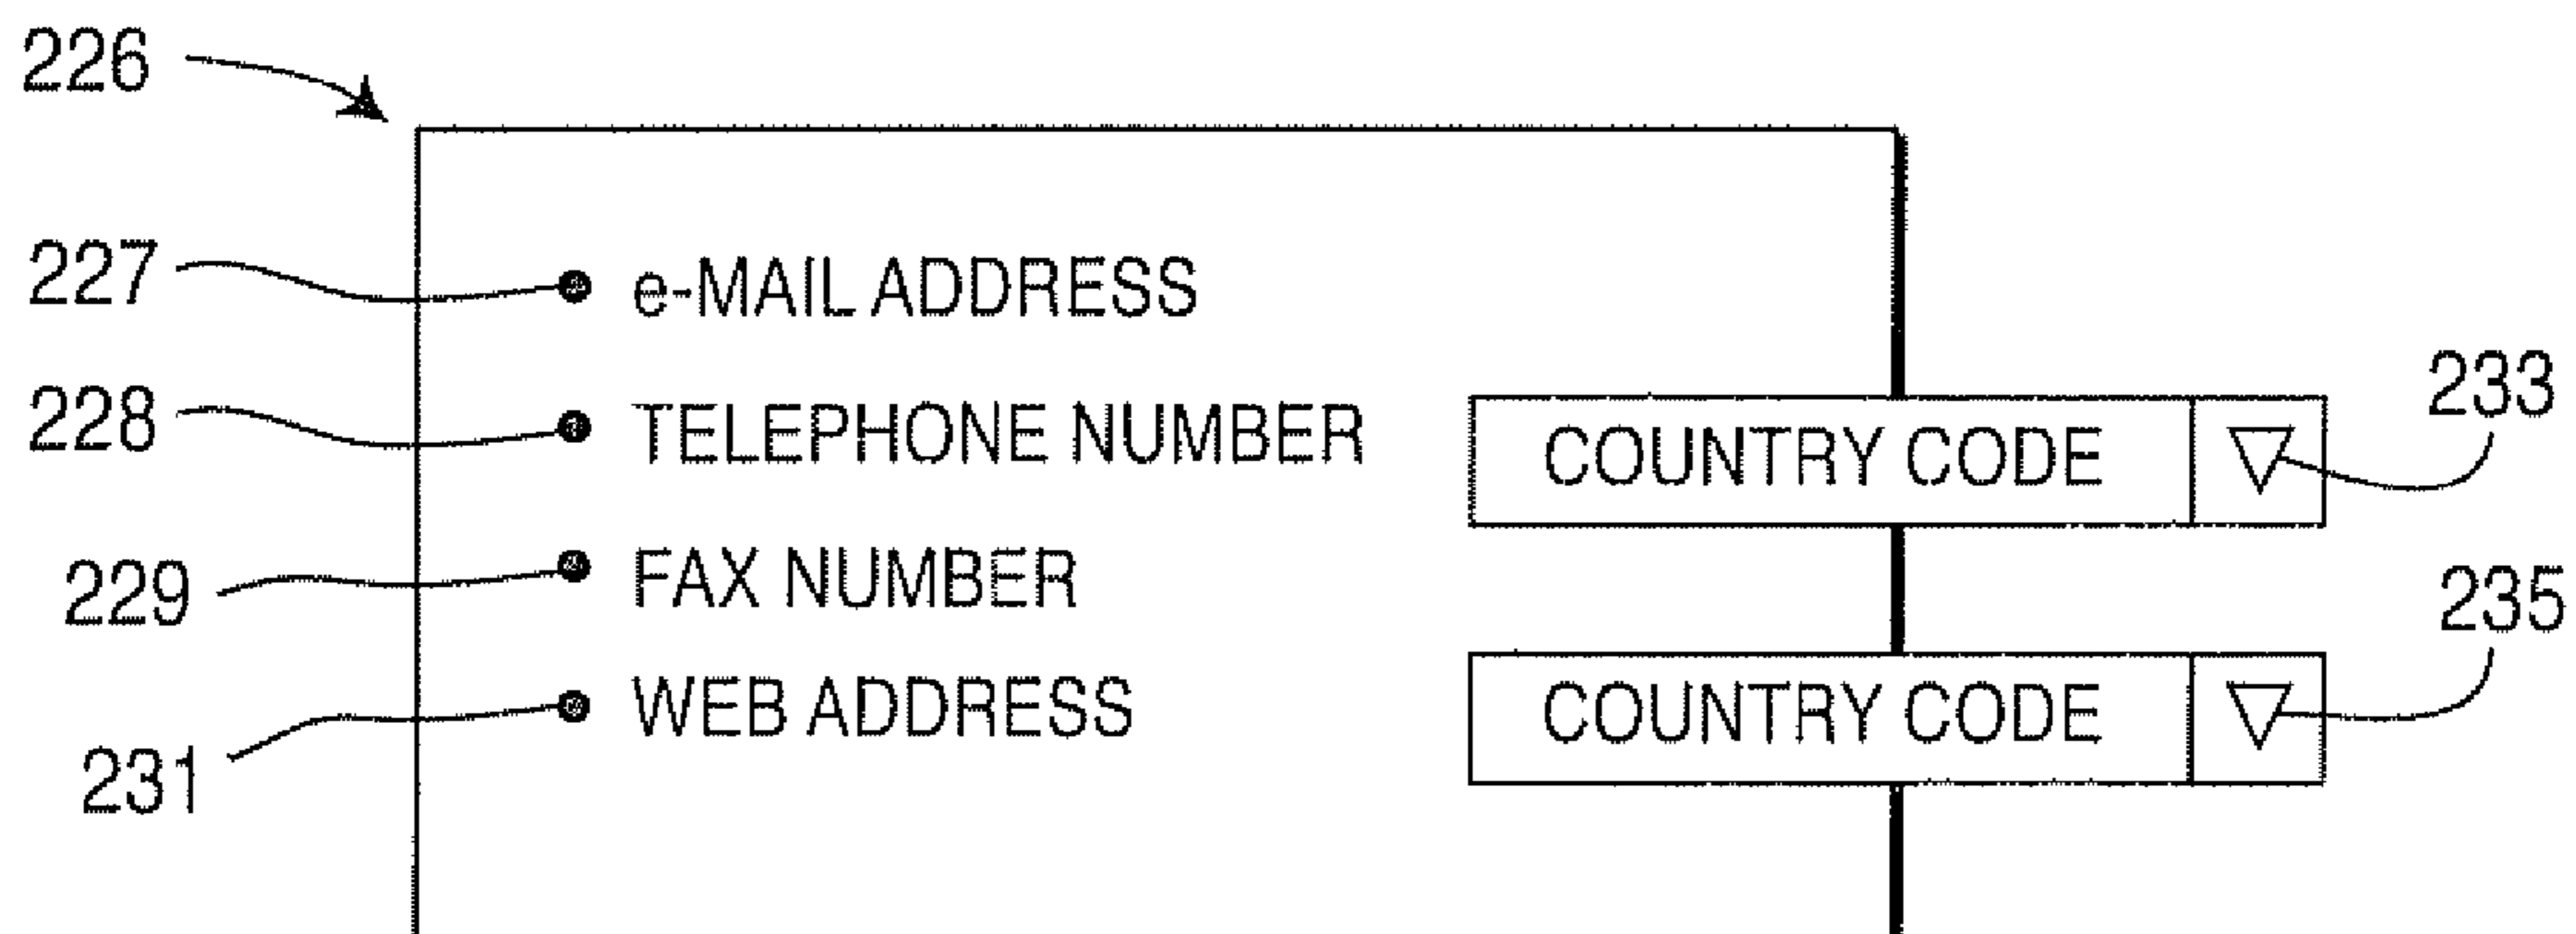 226
227 e-MAIL ADDRESS
228 TELEPHONE NUMBER COUNTRY CODE 233
229 FAX NUMBER
235
231 WEB ADDRESS COUNTRY CODE